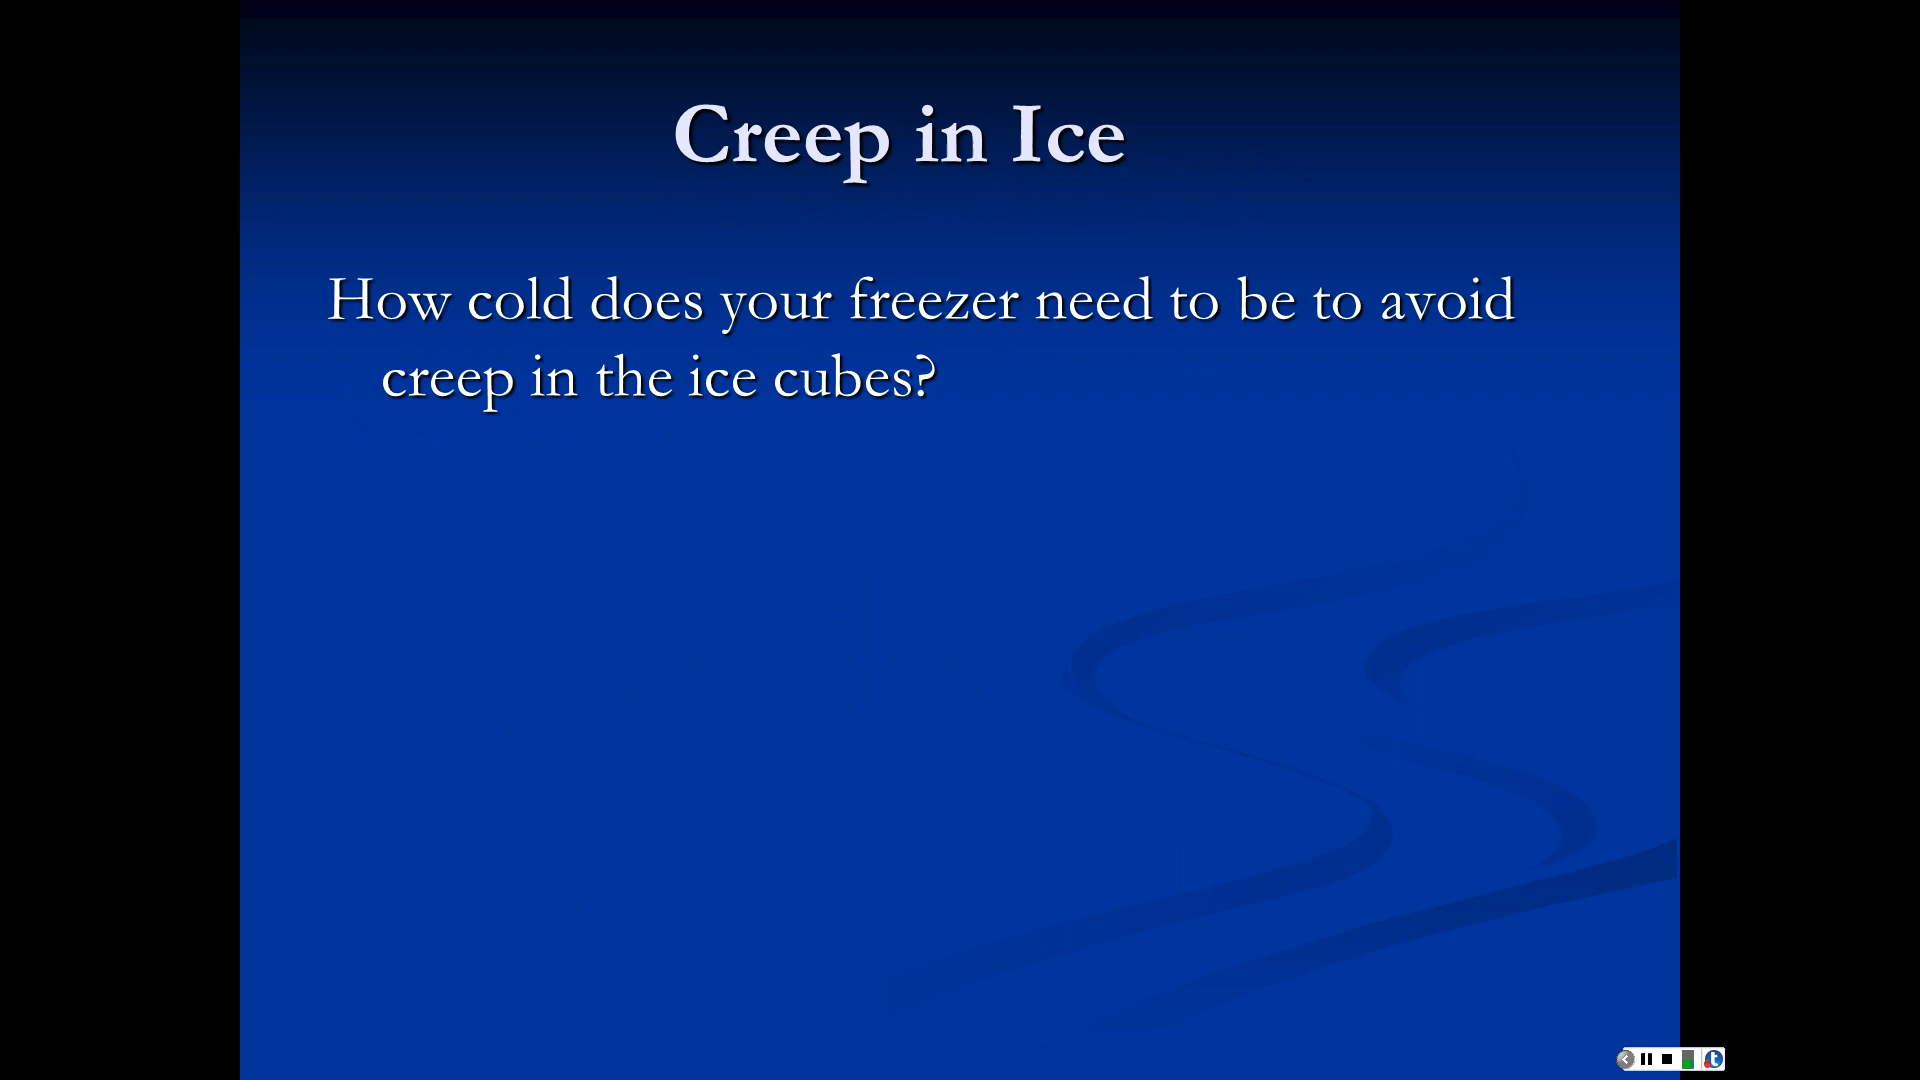 Creep in Ice
How cold does your freezer need to be to avoid
creep in the ice cubes?